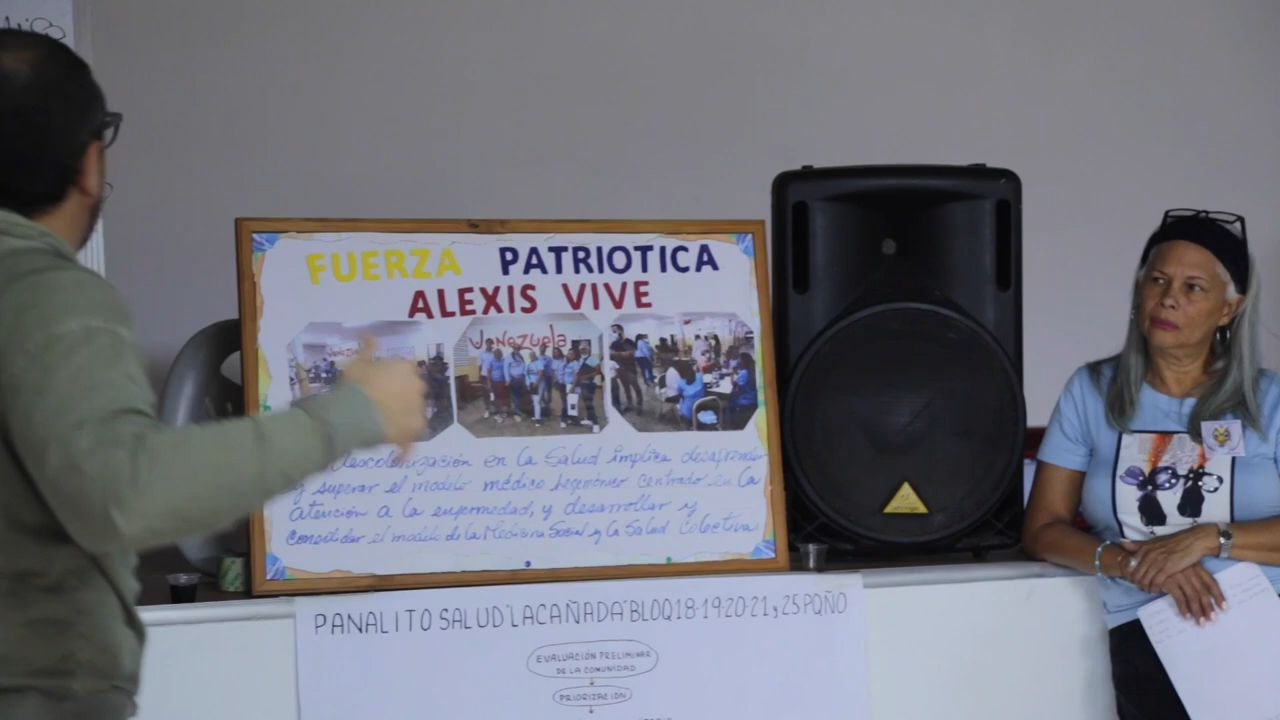 FUERZA PATRIOTICA
ALEXIS VIVE
Venezuela
descolonización en la Salud implica desaprender
y superar el modelo médico hegemónico centrado en la
atención a la enfermedad, y desarrollar y
consolidar el modelo de la Medicina Social y la Salud Colectiva
PANALITO SALUD "LA CAÑADA" BLOQ 18-19-20-21 y 25 PQÑO
EVALUACIÓN PRELIMINAR
DE LA COMUNIDAD
PRIORIZACIÓN